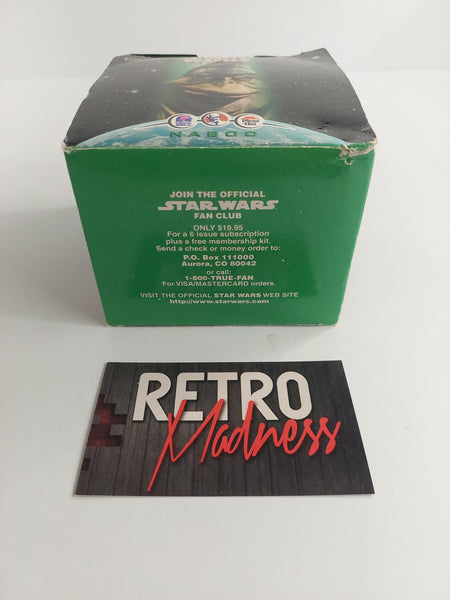 NABOO
JOIN THE OFFICIAL
STAR WARS
FAN CLUB
ONLY $19.95
For a 6 issue subscription
plus a free membership kit.
Send a check or money order to:
P.O. Box 111000
Aurora, CO 80042
or call:
1-800-TRUE-FAN
For VISA/MASTERCARD orders.
VISIT THE OFFICIAL STAR WARS WEB SITE
http://www.starwars.com
RETRO
Madness